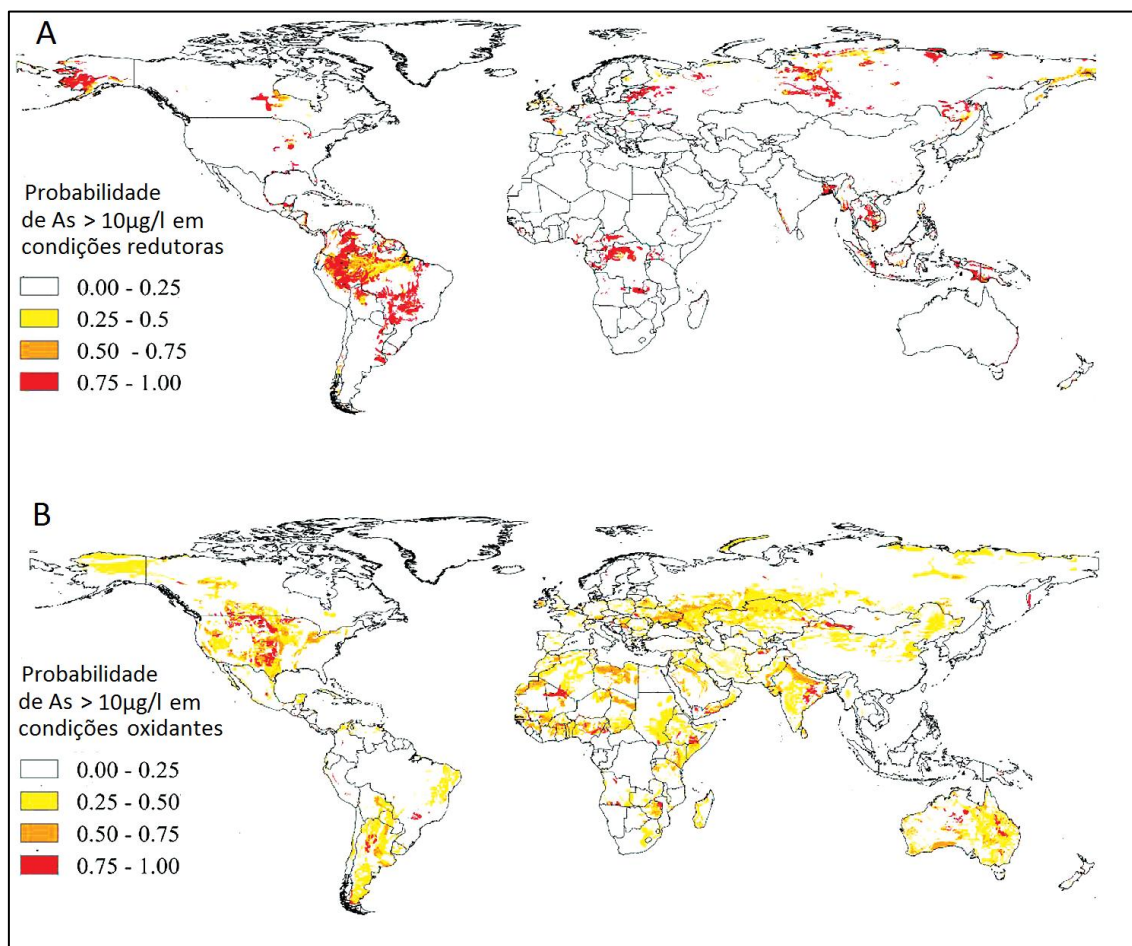 A
Probabilidade
de As > 10µg/l em
condições redutoras
0.00 - 0.25
0.25 - 0.5
0.50 - 0.75
0.75 - 1.00
B
Probabilidade
de As > 10µg/l em
condições oxidantes
0.00 - 0.25
0.25 - 0.50
0.50 - 0.75
0.75 - 1.00